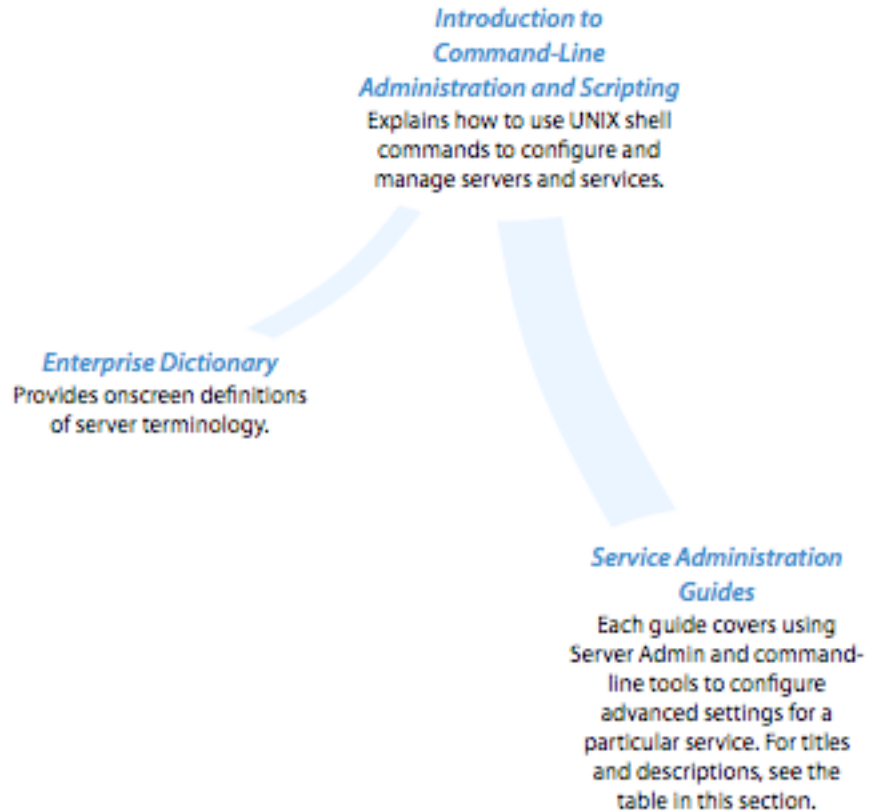 Introduction to
Command-Line
Administration and Scripting
Explains how to use UNIX shell
commands to configure and
manage servers and services.
Enterprise Dictionary
Provides onscreen definitions
of server terminology.
Service Administration
Guides
Each guide covers using
Server Admin and command-
line tools to configure
advanced settings for a
particular service. For titles
and descriptions, see the
table in this section.